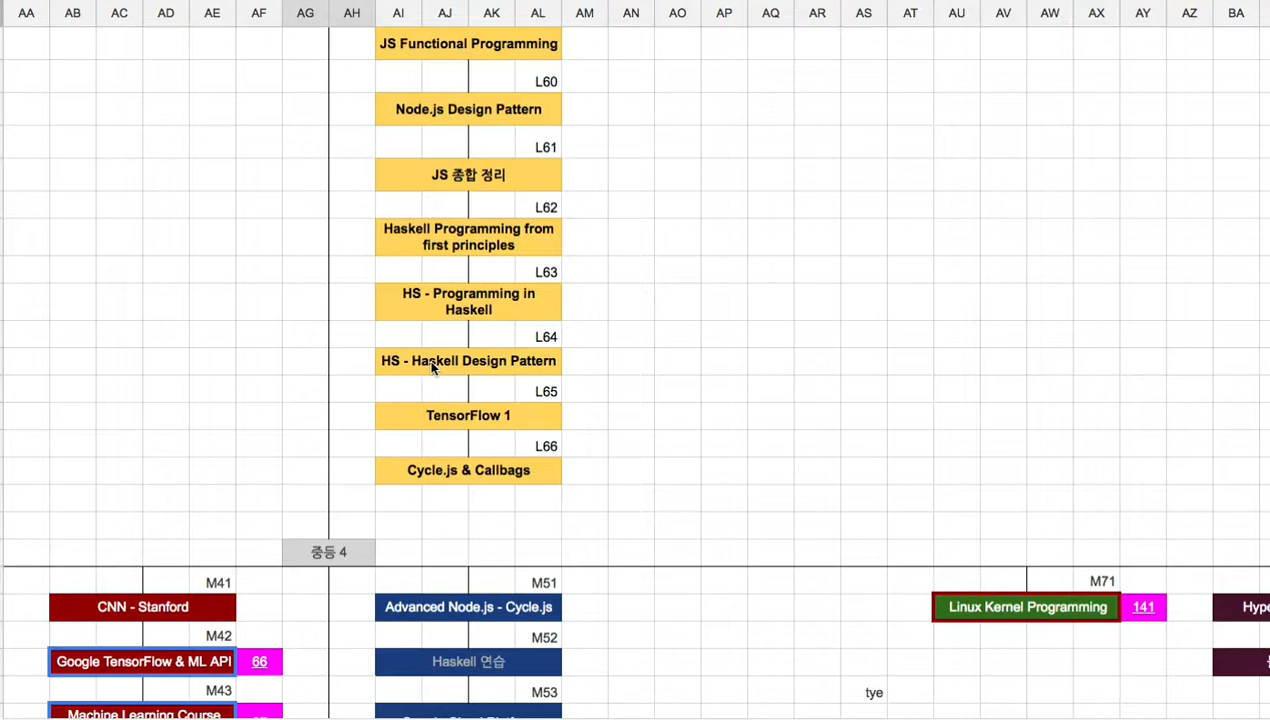 AA AB AC AD AE AF AG AH AI AJ AK AL AM AN AO AP AQ AR AS AT AU AV AW AX AY AZ BA
JS Functional Programming
L60
Node.js Design Pattern
L61
JS 종합 정리
L62
Haskell Programming from
first principles
L63
HS - Programming in
Haskell
L64
HS - Haskell Design Pattern
L65
TensorFlow 1
L66
Cycle.js & Callbags
중등 4
M41 M51 M71
CNN - Stanford Advanced Node.js - Cycle.js Linux Kernel Programming 141 Hype
M42 M52
Google TensorFlow & ML API 66 Haskell 연습
M43 M53 tye
Machine Learning Course